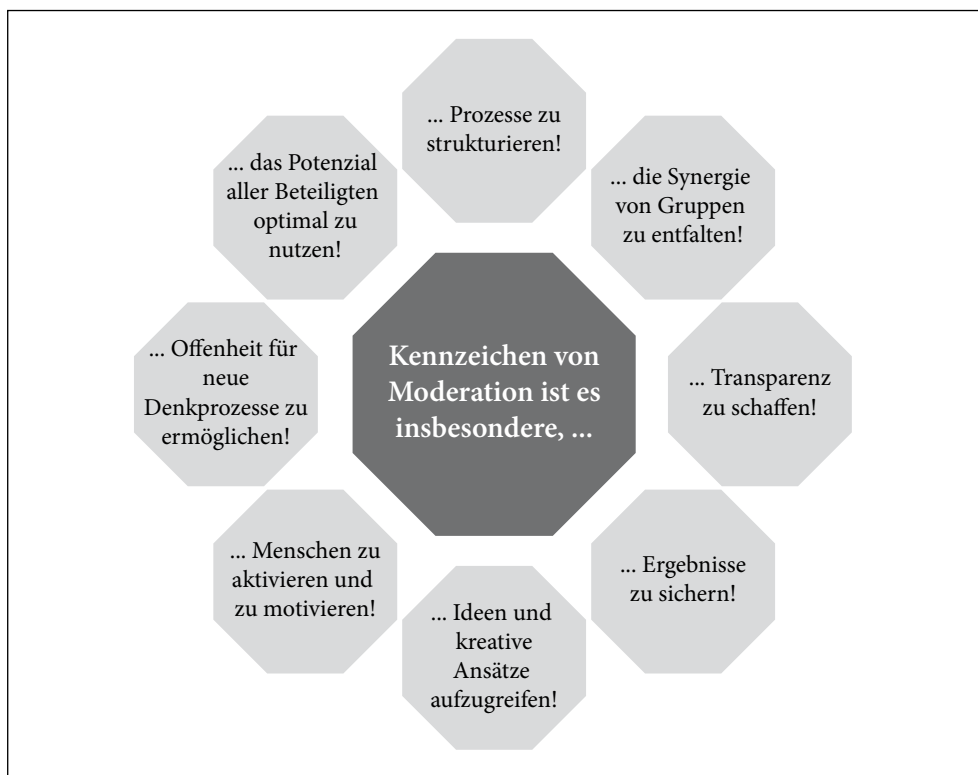 ... Prozesse zu
strukturieren!
... die Synergie
von Gruppen
zu entfalten!
... Transparenz
zu schaffen!
... Ergebnisse
zu sichern!
... Ideen und
kreative
Ansätze
aufzugreifen!
... Menschen zu
aktivieren und
zu motivieren!
... Offenheit für
neue
Denkprozesse zu
ermöglichen!
... das Potenzial
aller Beteiligten
optimal zu
nutzen!
Kennzeichen von
Moderation ist es
insbesondere, ...